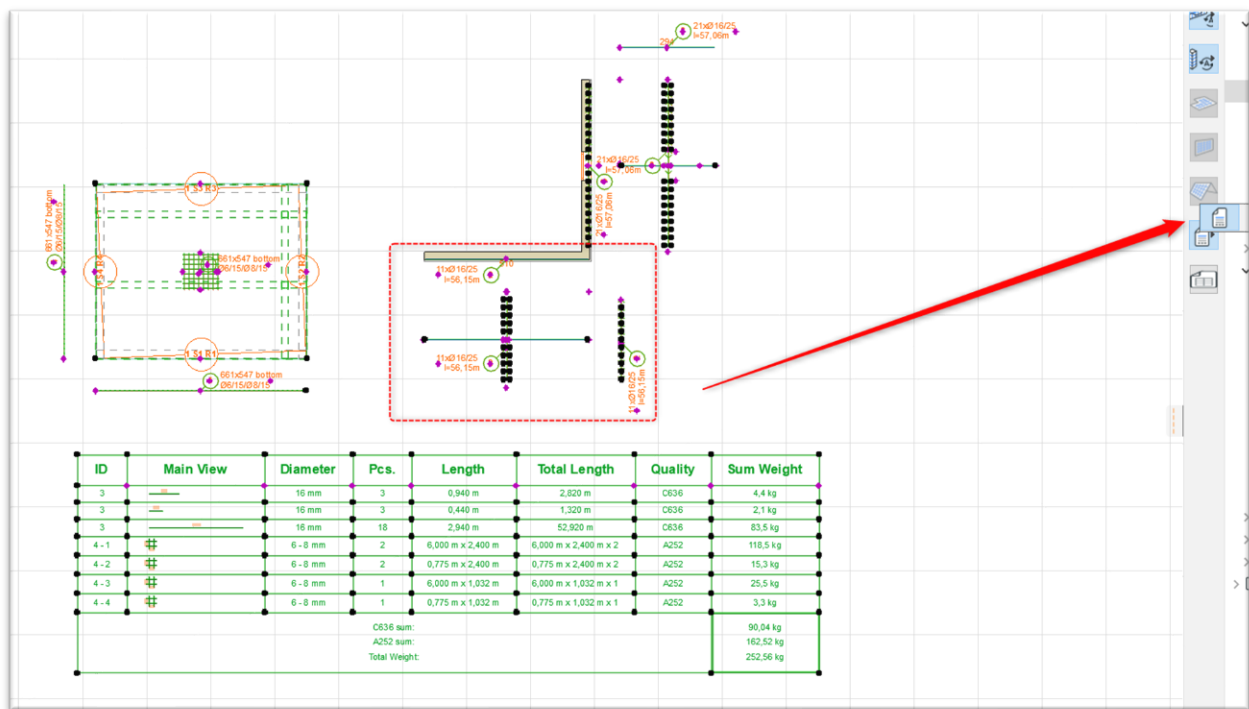 21xØ16/25
l=57,06m
294
21xØ16/25
l=57,06m
21xØ16/25
l=57,06m
661x547 bottom
Ø6/15/Ø8/15
661x547 bottom
Ø6/15/Ø8/15
510
11xØ16/25
l=56,15m
11xØ16/25
l=56,15m
11xØ16/25
l=56,15m
661x547 bottom
Ø6/15/Ø8/15
ID Main View Diameter Pcs. Length Total Length Quality Sum Weight
3 16 mm 3 0,940 m 2,820 m C636 4,4 kg
3 16 mm 3 0,440 m 1,320 m C636 2,1 kg
3 16 mm 18 2,940 m 52,920 m C636 83,5 kg
4 - 1 6 - 8 mm 2 6,000 m x 2,400 m 6,000 m x 2,400 m x 2 A252 118,5 kg
4 - 2 6 - 8 mm 2 0,775 m x 2,400 m 0,775 m x 2,400 m x 2 A252 15,3 kg
4 - 3 6 - 8 mm 1 6,000 m x 1,032 m 6,000 m x 1,032 m x 1 A252 25,5 kg
4 - 4 6 - 8 mm 1 0,775 m x 1,032 m 0,775 m x 1,032 m x 1 A252 3,3 kg
C636 sum: 90,04 kg
A252 sum: 162,52 kg
Total Weight: 252,56 kg